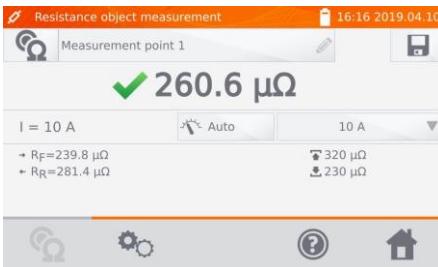 Resistance object measurement 16:16 2019.04.10
Measurement point 1
260.6 µΩ
I = 10 A Auto 10 A
RF=239.8 µΩ 320 µΩ
RR=281.4 µΩ 230 µΩ